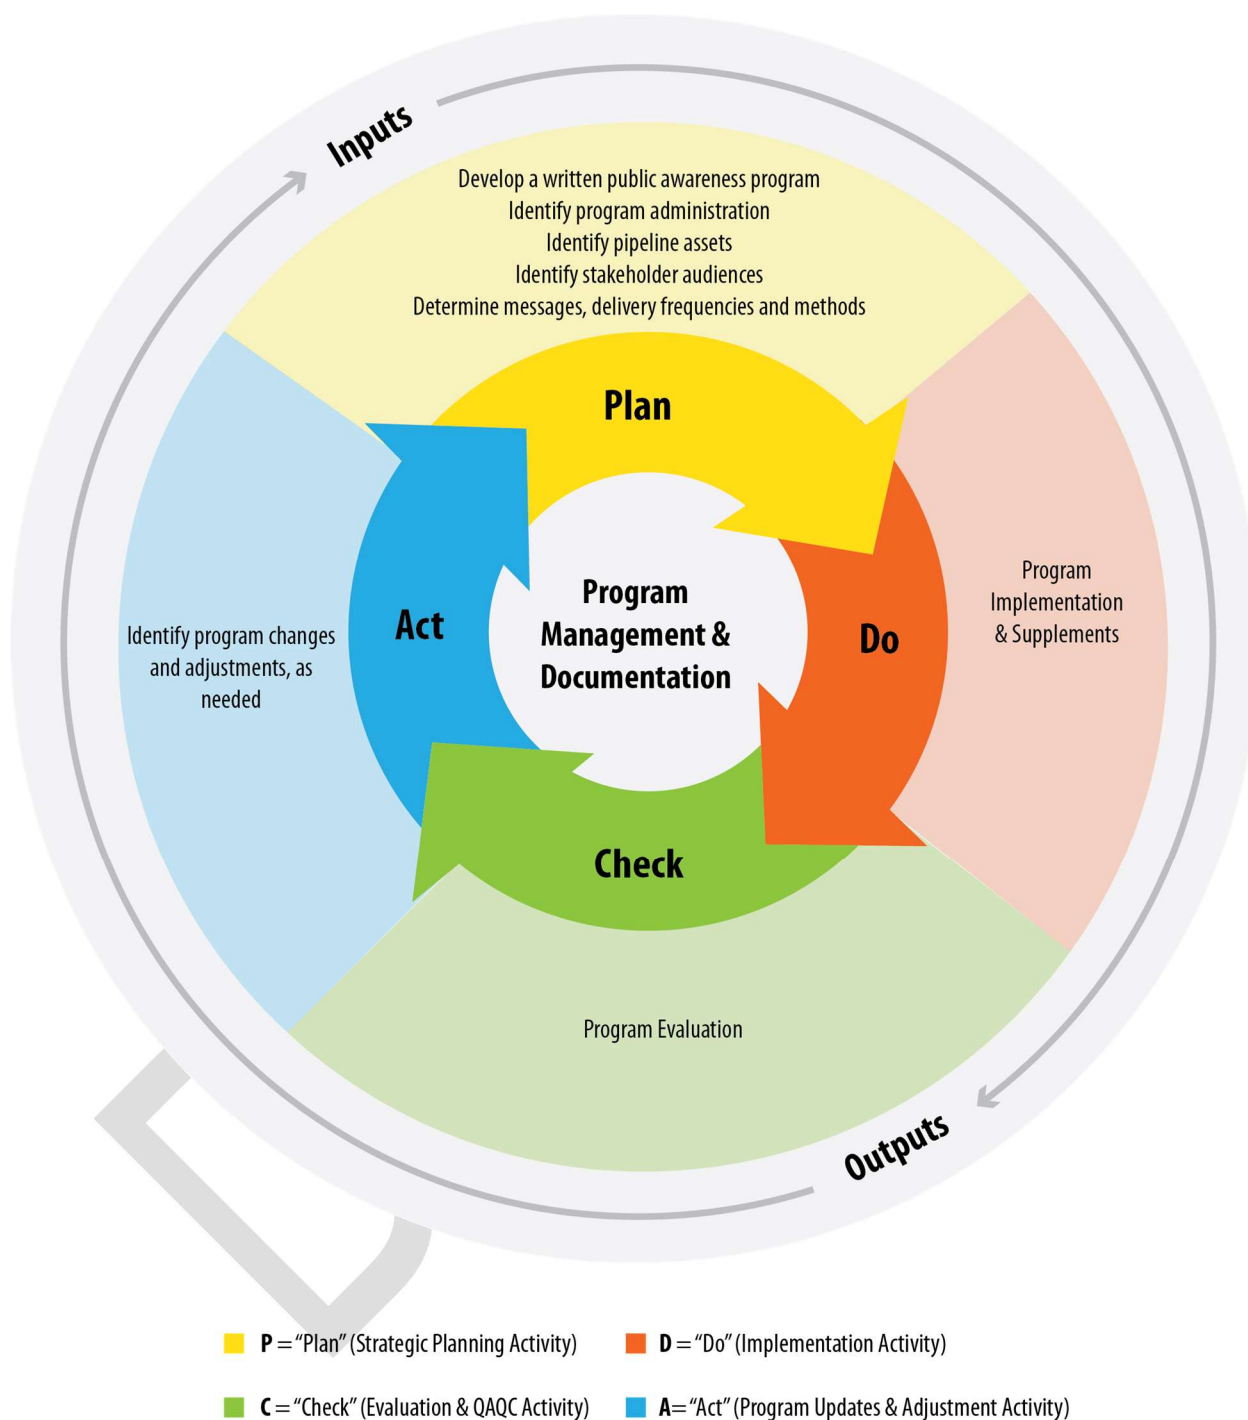 Inputs
Develop a written public awareness program
Identify program administration
Identify pipeline assets
Identify stakeholder audiences
Determine messages, delivery frequencies and methods
Plan
Program
Management &
Documentation
Act
Do
Program
Implementation
& Supplements
Identify program changes
and adjustments, as
needed
Check
Program Evaluation
Outputs
P = “Plan” (Strategic Planning Activity)
D = “Do” (Implementation Activity)
C = “Check” (Evaluation & QAQC Activity)
A= “Act” (Program Updates & Adjustment Activity)